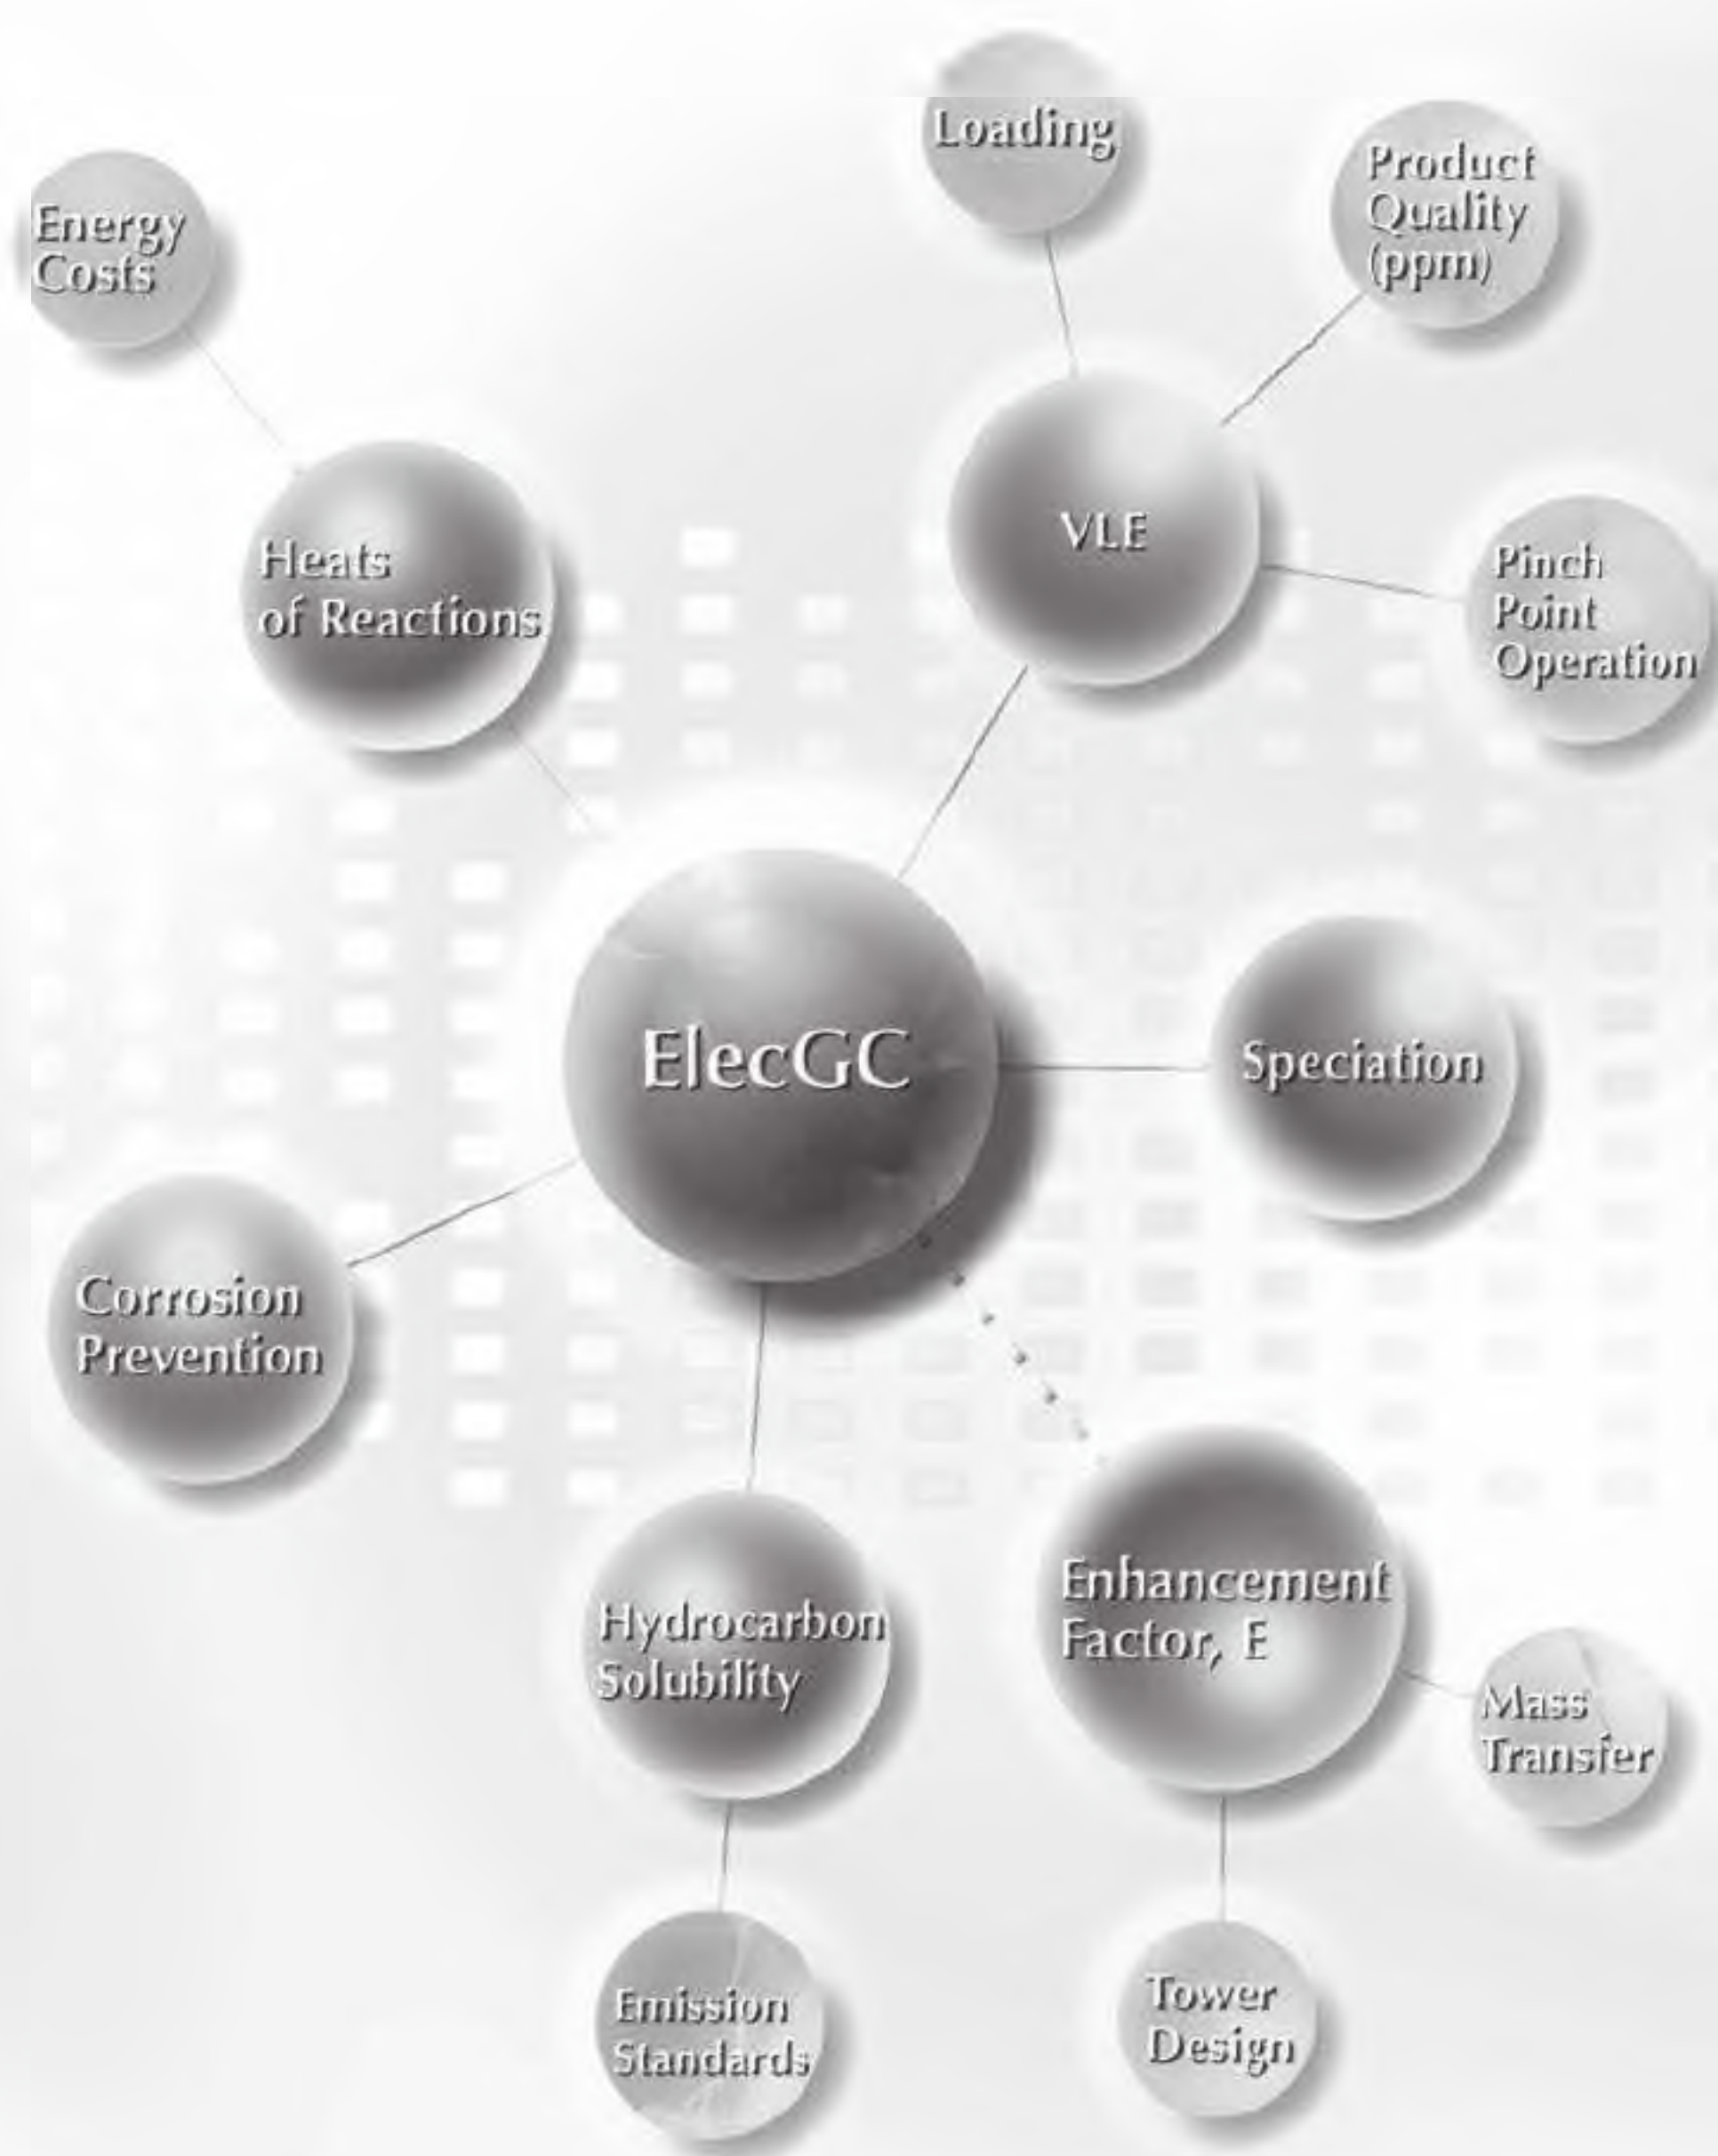 Loading
Product
Quality
(ppm)
Energy
Costs
Heats
of Reactions
VLE
Pinch
Point
Operation
ElecGC
Speciation
Corrosion
Prevention
Hydrocarbon
Solubility
Enhancement
Factor, E
Mass
Transfer
Emission
Standards
Tower
Design